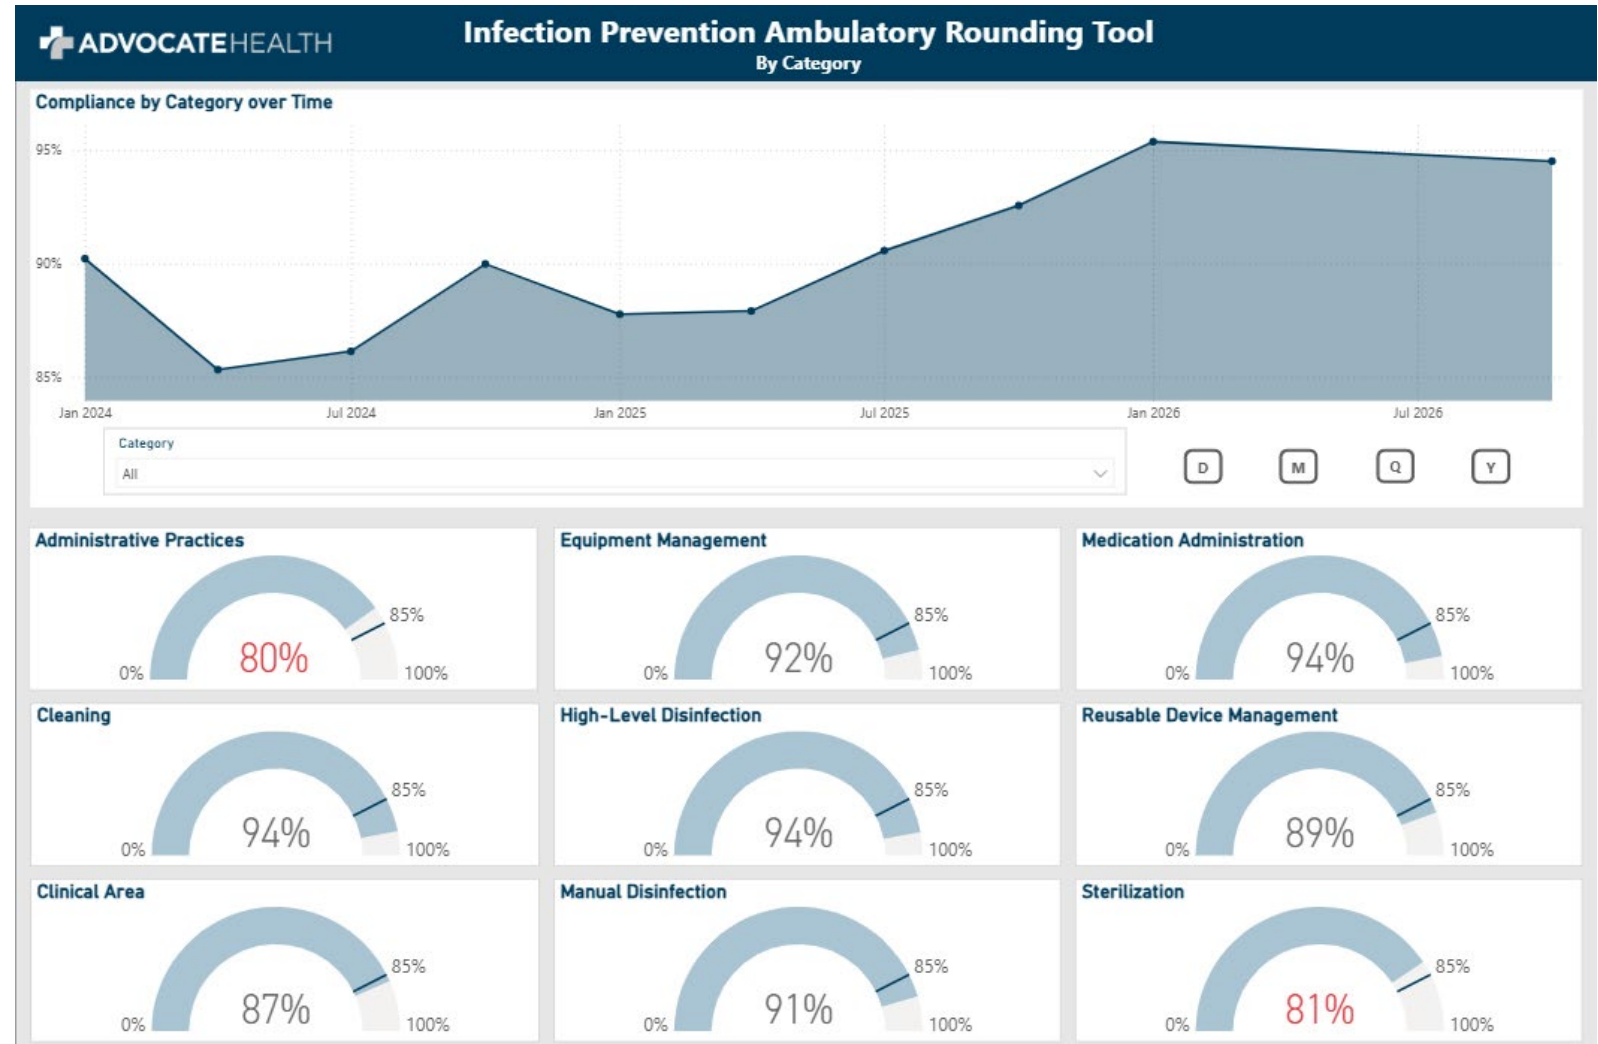 ADVOCATEHEALTH
Infection Prevention Ambulatory Rounding Tool
By Category
Compliance by Category over Time
95%
90%
85%
Jan 2024 Jul 2024 Jan 2025 Jul 2025 Jan 2026 Jul 2026
Category
All
D M Q Y
Administrative Practices
85%
80%
0% 100%
Equipment Management
85%
92%
0% 100%
Medication Administration
85%
94%
0% 100%
Cleaning
85%
94%
0% 100%
High-Level Disinfection
85%
94%
0% 100%
Reusable Device Management
85%
89%
0% 100%
Clinical Area
85%
87%
0% 100%
Manual Disinfection
85%
91%
0% 100%
Sterilization
85%
81%
0% 100%